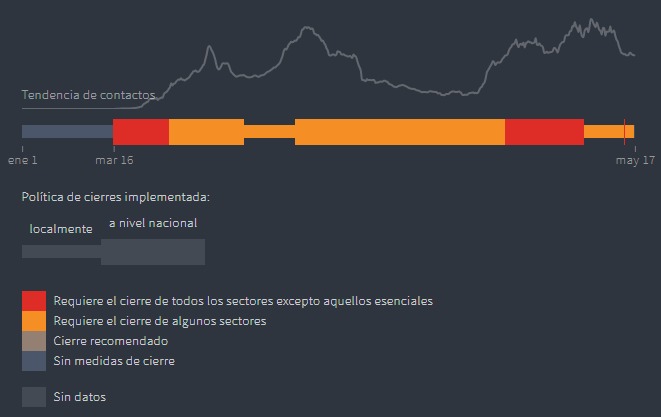 Tendencia de contactos
ene 1
mar 16
may 17
Política de cierres implementada:
localmente
a nivel nacional
Requiere el cierre de todos los sectores excepto aquellos esenciales
Requiere el cierre de algunos sectores
Cierre recomendado
Sin medidas de cierre
Sin datos